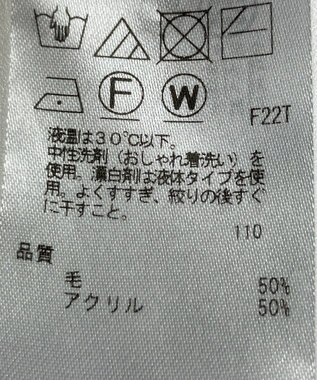 F
W
F22T
液温は30℃以下。
中性洗剤（おしゃれ着洗い）を
使用。漂白剤は液体タイプを使
用。よくすすぎ、絞りの後すぐ
に干すこと。
110
品質
毛 50%
アクリル 50%